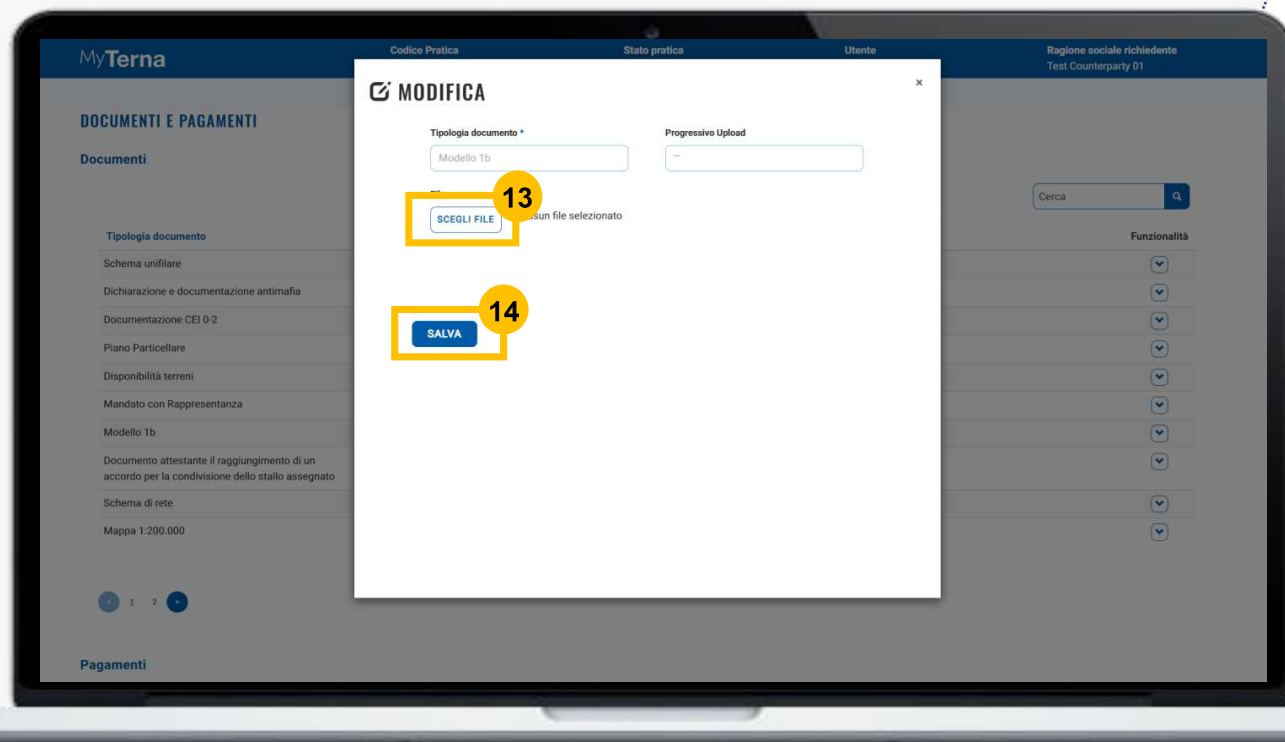 MyTerna
Codice Pratica
Stato pratica
Utente
Ragione sociale richiedente
Test Counterparty 01
MODIFICA
×
DOCUMENTI E PAGAMENTI
Documenti
Tipologia documento *
Progressivo Upload
Modello 1b
—
13
SCEGLI FILE
file selezionato
Cerca
14
SALVA
Tipologia documento
Funzionalità
Schema unifilare
Dichiarazione e documentazione antimafia
Documentazione CEI 0-2
Piano Particellare
Disponibilità terreni
Mandato con Rappresentanza
Modello 1b
Documento attestante il raggiungimento di un
accordo per la condivisione dello stallo assegnato
Schema di rete
Mappa 1:200.000
1 2
Pagamenti